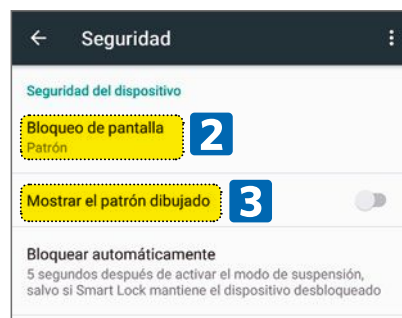 Seguridad
Seguridad del dispositivo
Bloqueo de pantalla
Patrón
2
Mostrar el patrón dibujado
3
Bloquear automáticamente
5 segundos después de activar el modo de suspensión,
salvo si Smart Lock mantiene el dispositivo desbloqueado